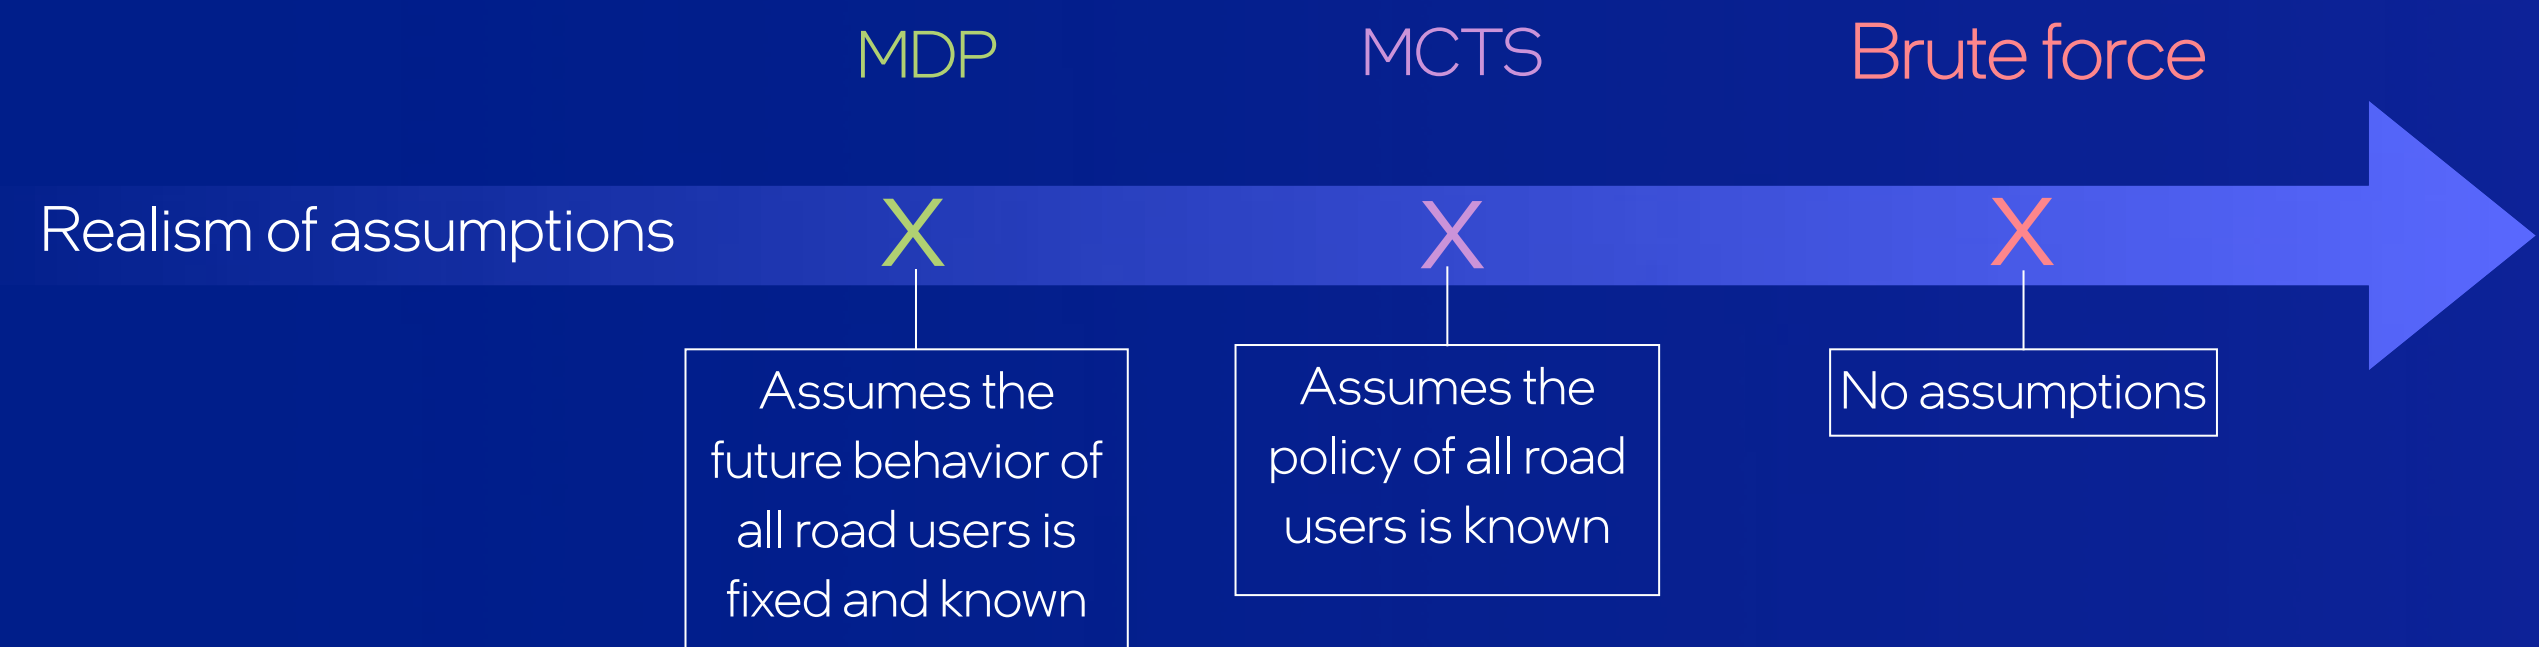 MDP
MCTS
Brute force
Realism of assumptions
X
X
X
Assumes the
future behavior of
all road users is
fixed and known
Assumes the
policy of all road
users is known
No assumptions